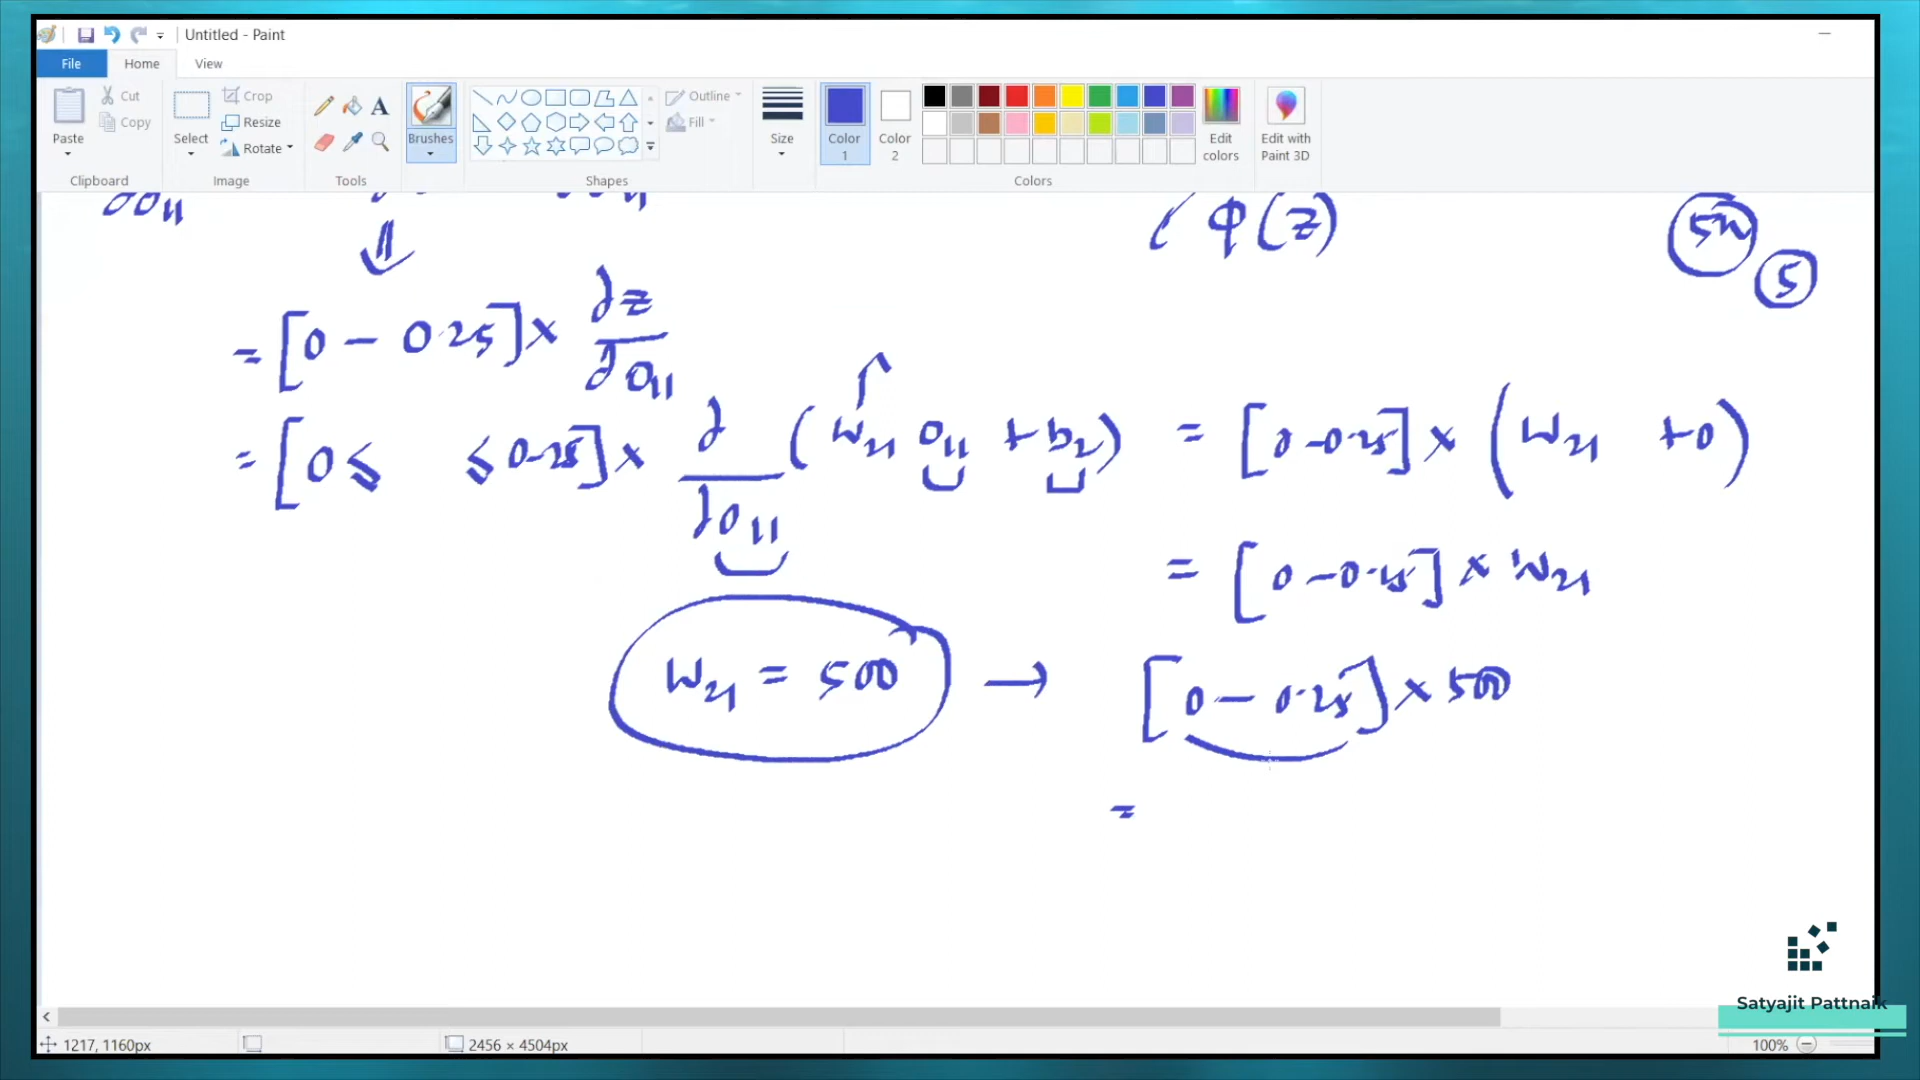 Untitled - Paint
File Home View
Cut
Copy
Paste
Crop
Resize
Rotate
Select
Brushes
Outline
Fill
Size
Color 1
Color 2
Edit colors
Edit with Paint 3D
Clipboard Image Tools Shapes Colors
∂O₁₁
φ(z)
5
= [0 - 0.25] × ∂z/∂O₁₁
= [0 ≤ ≤ 0.25] × ∂/∂O₁₁ (W₂₁ O₁₁ + b₂) = [0-0.25] × (W₂₁ +0)
= [0-0.25] × W₂₁
W₂₁ = 500 → [0 - 0.25] × 500
=
Satyajit Pattnaik
1217, 1160px 2456 × 4504px 100%